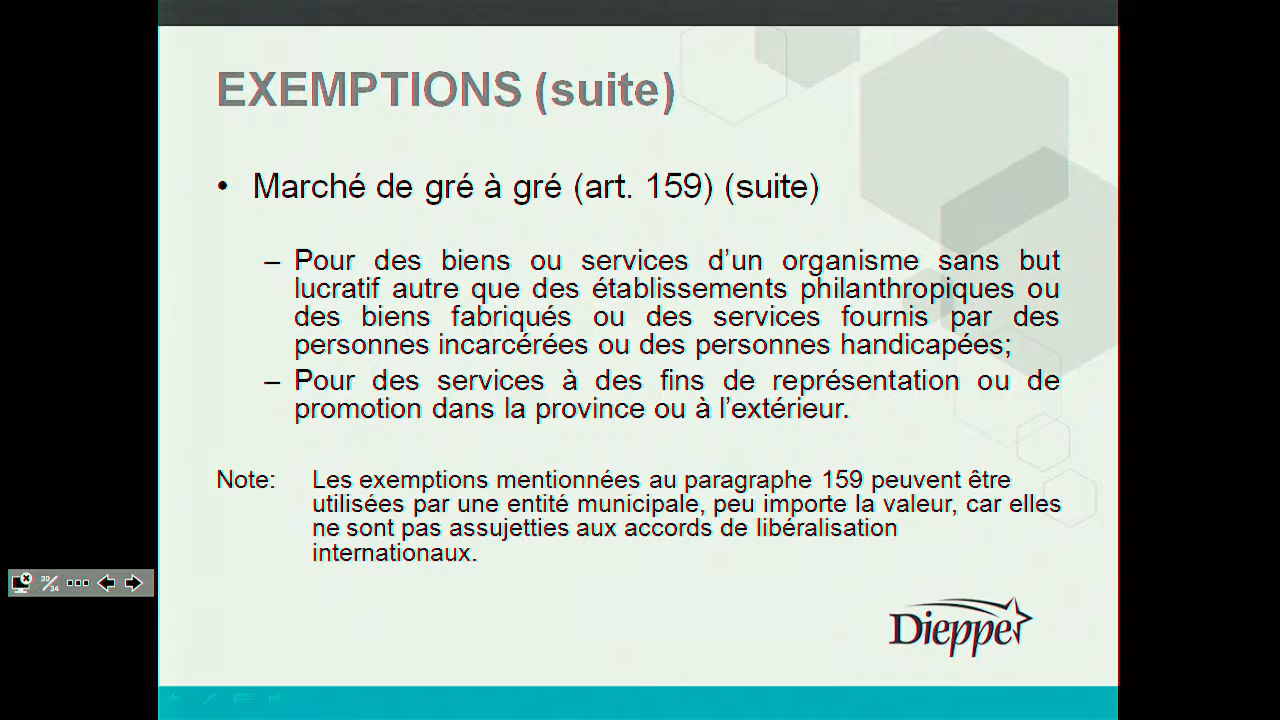 EXEMPTIONS (suite)
• Marché de gré à gré (art. 159) (suite)
– Pour des biens ou services d’un organisme sans but
lucratif autre que des établissements philanthropiques ou
des biens fabriqués ou des services fournis par des
personnes incarcérées ou des personnes handicapées;
– Pour des services à des fins de représentation ou de
promotion dans la province ou à l’extérieur.
Note: Les exemptions mentionnées au paragraphe 159 peuvent être
utilisées par une entité municipale, peu importe la valeur, car elles
ne sont pas assujetties aux accords de libéralisation
internationaux.
30/34
Dieppe